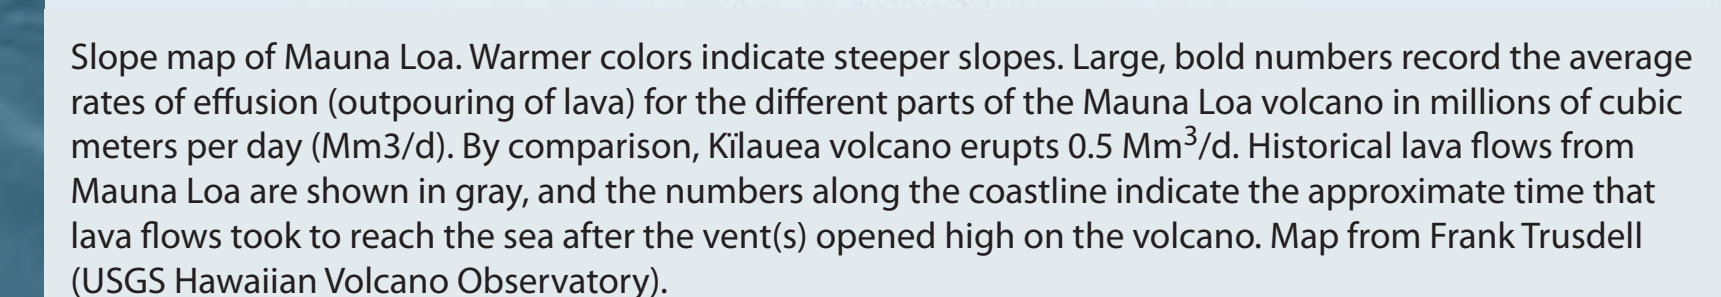 Slope map of Mauna Loa. Warmer colors indicate steeper slopes. Large, bold numbers record the average
rates of effusion (outpouring of lava) for the different parts of the Mauna Loa volcano in millions of cubic
meters per day (Mm3/d). By comparison, Kïlauea volcano erupts 0.5 Mm³/d. Historical lava flows from
Mauna Loa are shown in gray, and the numbers along the coastline indicate the approximate time that
lava flows took to reach the sea after the vent(s) opened high on the volcano. Map from Frank Trusdell
(USGS Hawaiian Volcano Observatory).